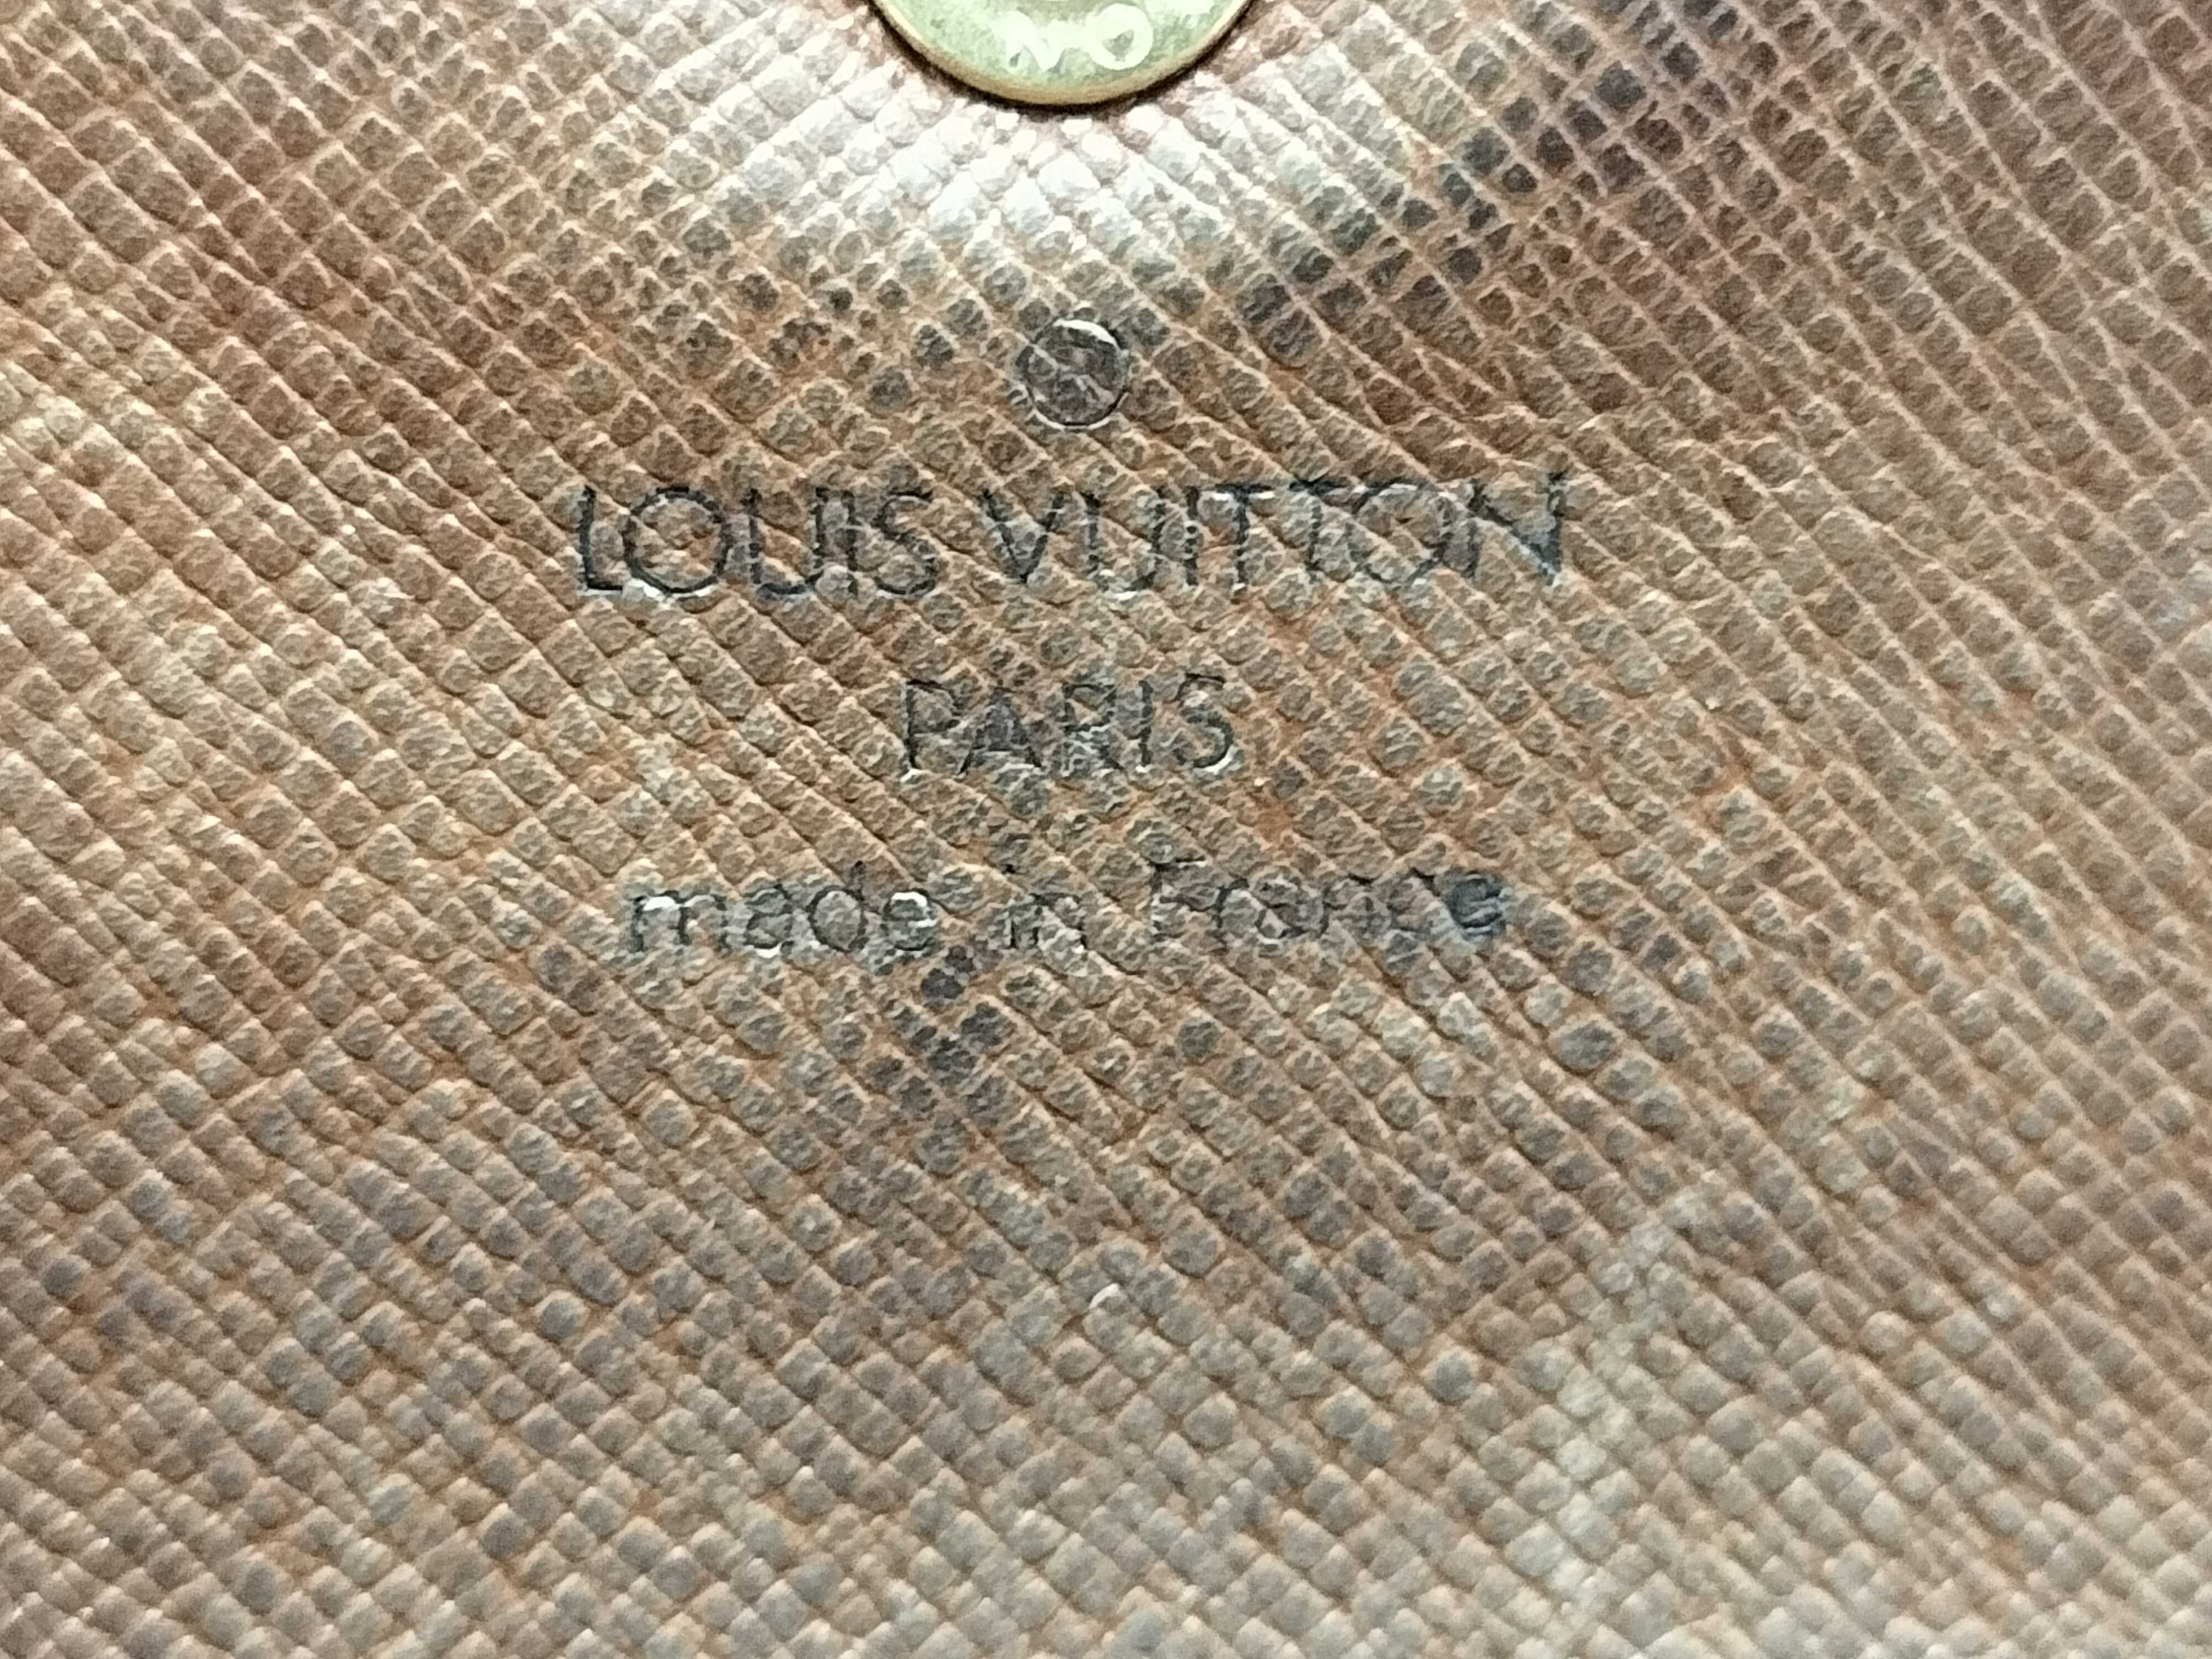 LOUIS VUITTON
PARIS
made in France